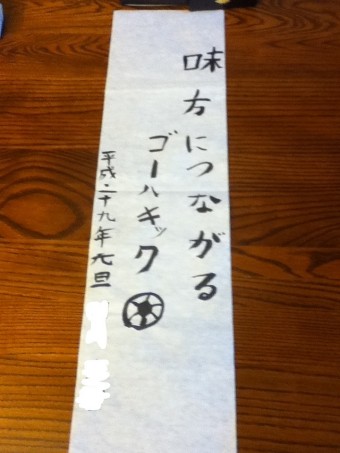 味方につながる
ゴールキック
平成二十九年元旦